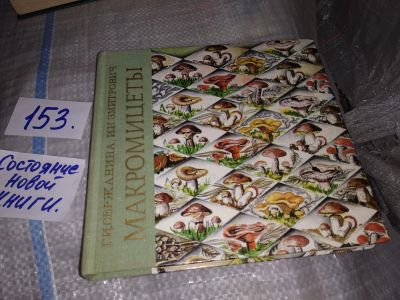 153.
Состояние
новой
книги.
Г.И.СЕРЖАНИНА, И.И.ЗМИТРОВИЧ
МАКРОМИЦЕТЫ